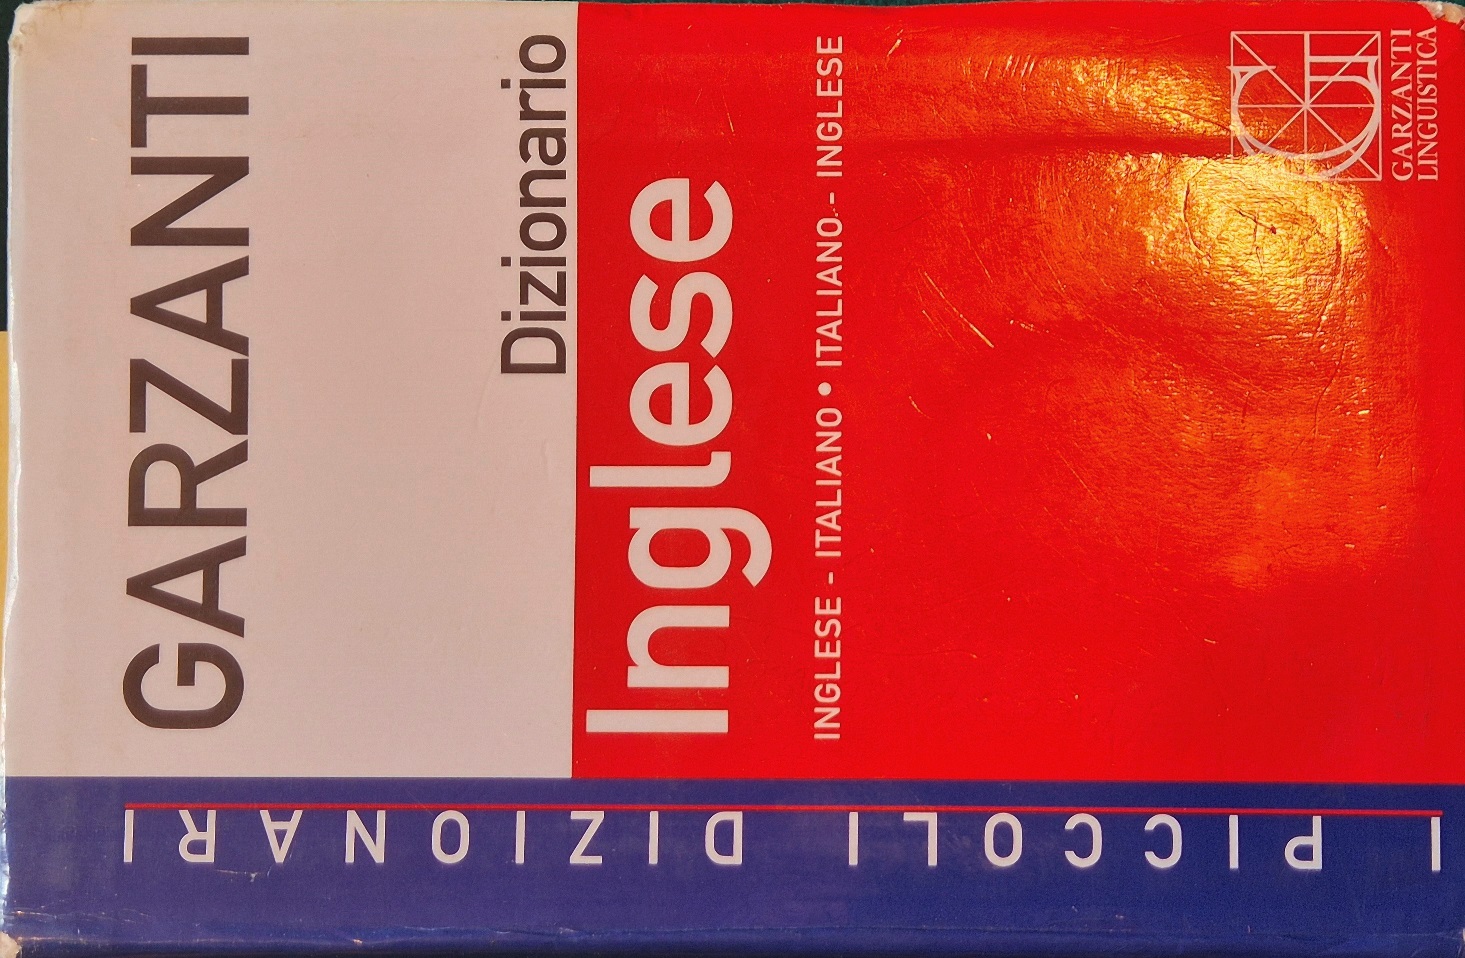 GARZANTI
Dizionario
Inglese
INGLESE - ITALIANO • ITALIANO - INGLESE
GARZANTI
LINGUISTICA
I PICCOLI DIZIONARI